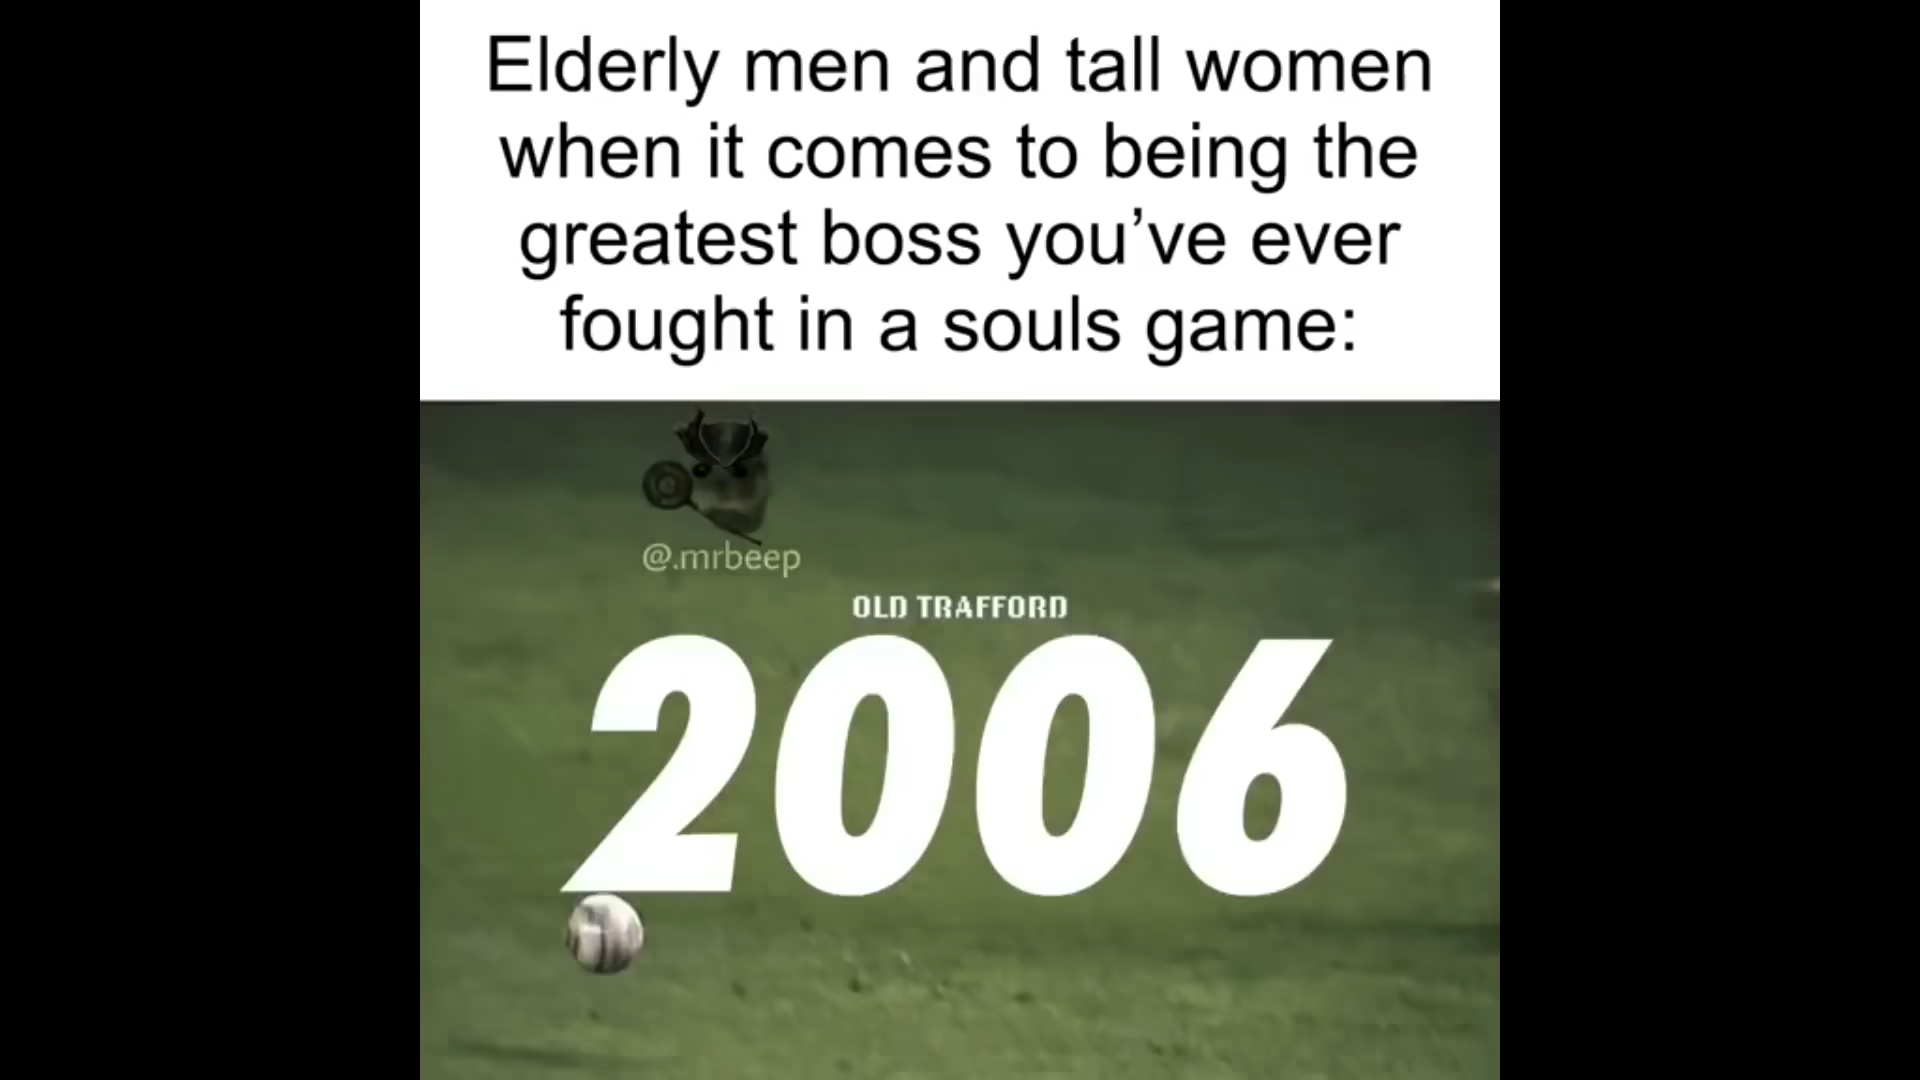 Elderly men and tall women
when it comes to being the
greatest boss you’ve ever
fought in a souls game:
@.mrbeep
OLD TRAFFORD
2006